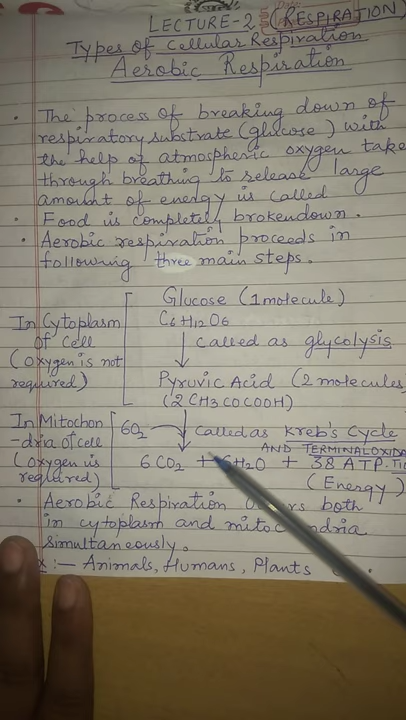 LECTURE-2 (RESPIRATION)
Types of Cellular Respiration
Aerobic Respiration
• The process of breaking down of
respiratory substrate (glucose) with
the help of atmospheric oxygen take
through breathing to release large
amount of energy is called
• Food is completely brokendown.
• Aerobic respiration proceeds in
following three main steps.
Glucose (1 molecule)
In Cytoplasm C6H12O6
of cell called as glycolysis
(Oxygen is not
required) Pyruvic Acid (2 molecules)
(2CH3COCOOH)
In Mitochon 6O2 called as Kreb's Cycle
-dria of cell AND TERMINAL
(Oxygen is 6CO2 + 6H2O + 38 ATP
required) (Energy)
• Aerobic Respiration both
in cytoplasm and mitochondria
simultaneously.
:— Animals, Humans, Plants